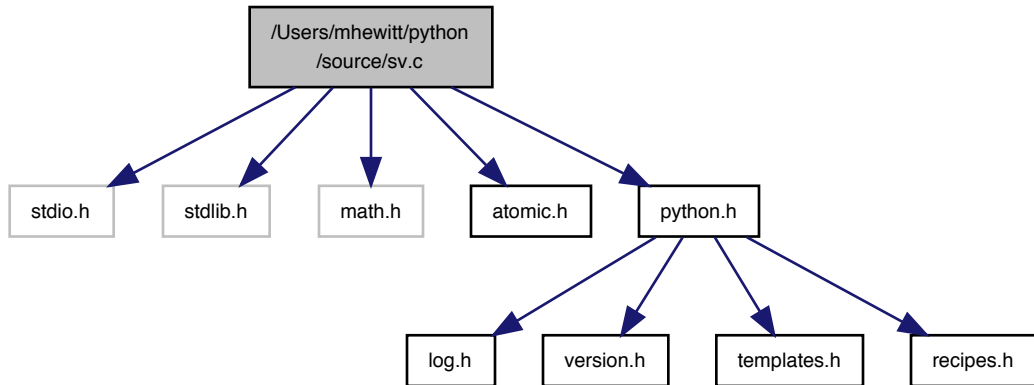 /Users/mhewitt/python
/source/sv.c
stdio.h
stdlib.h
math.h
atomic.h
python.h
log.h
version.h
templates.h
recipes.h